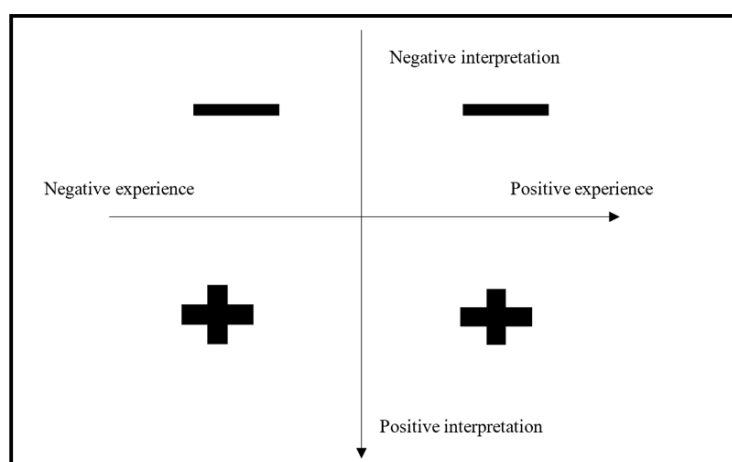 Negative interpretation
Negative experience
Positive experience
Positive interpretation